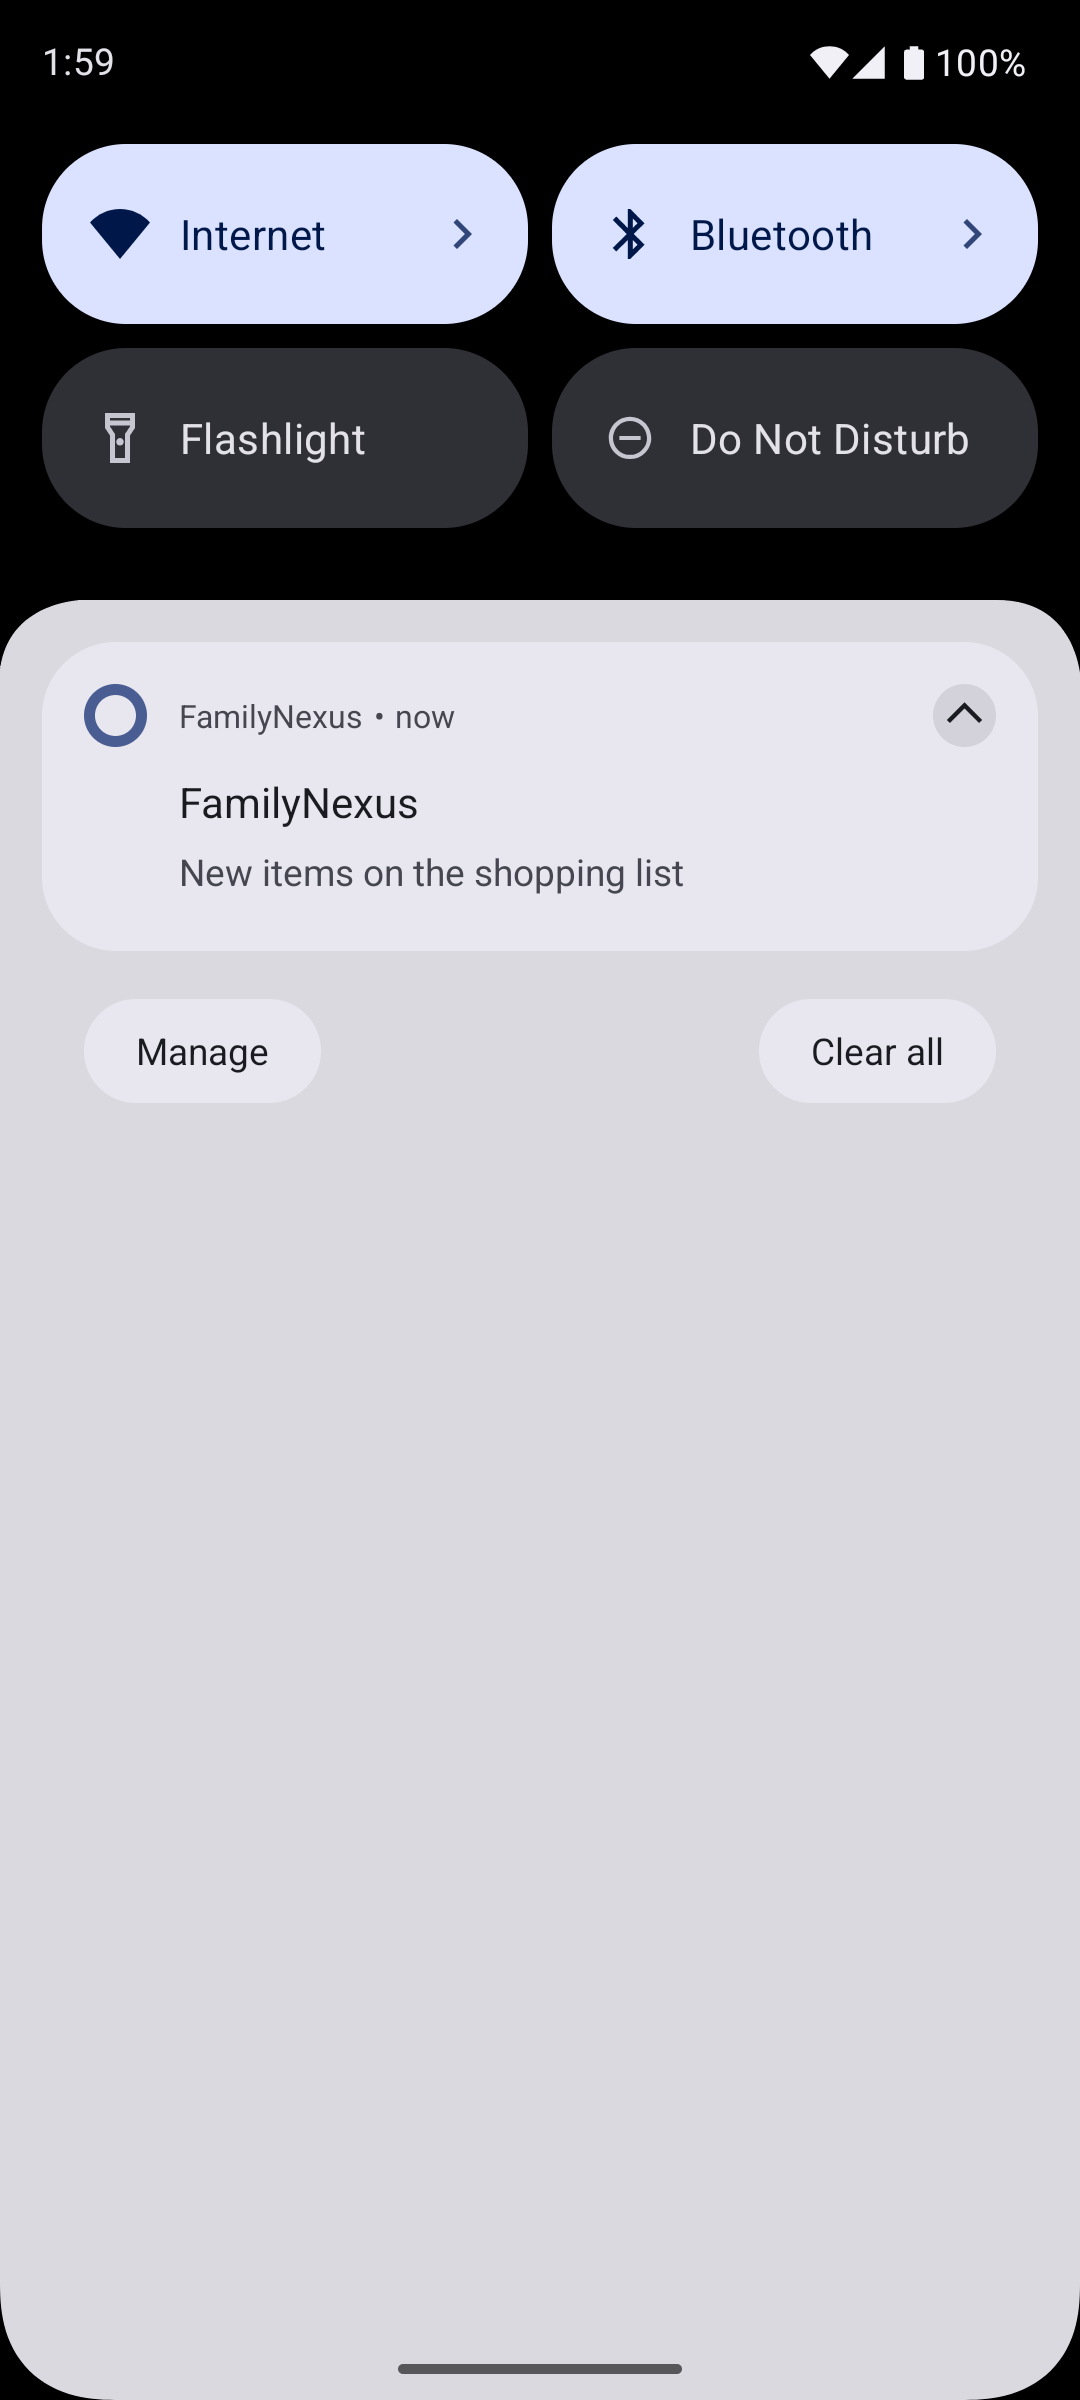 1:59
100%
Internet
Bluetooth
Flashlight
Do Not Disturb
FamilyNexus • now
FamilyNexus
New items on the shopping list
Manage
Clear all